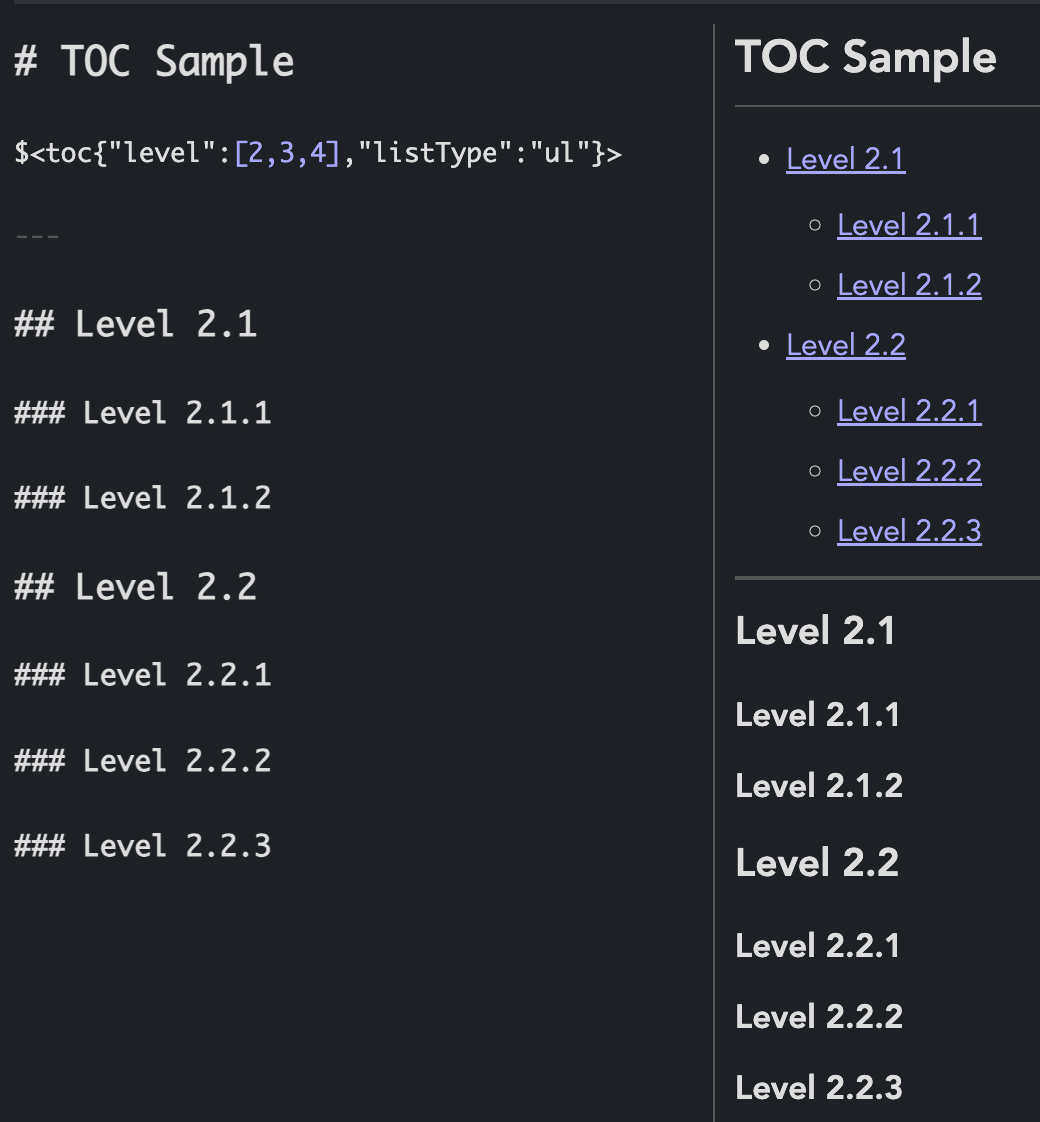 # TOC Sample
$<toc{"level":[2,3,4],"listType":"ul"}>
---
## Level 2.1
### Level 2.1.1
### Level 2.1.2
## Level 2.2
### Level 2.2.1
### Level 2.2.2
### Level 2.2.3
TOC Sample
Level 2.1
Level 2.1.1
Level 2.1.2
Level 2.2
Level 2.2.1
Level 2.2.2
Level 2.2.3
Level 2.1
Level 2.1.1
Level 2.1.2
Level 2.2
Level 2.2.1
Level 2.2.2
Level 2.2.3